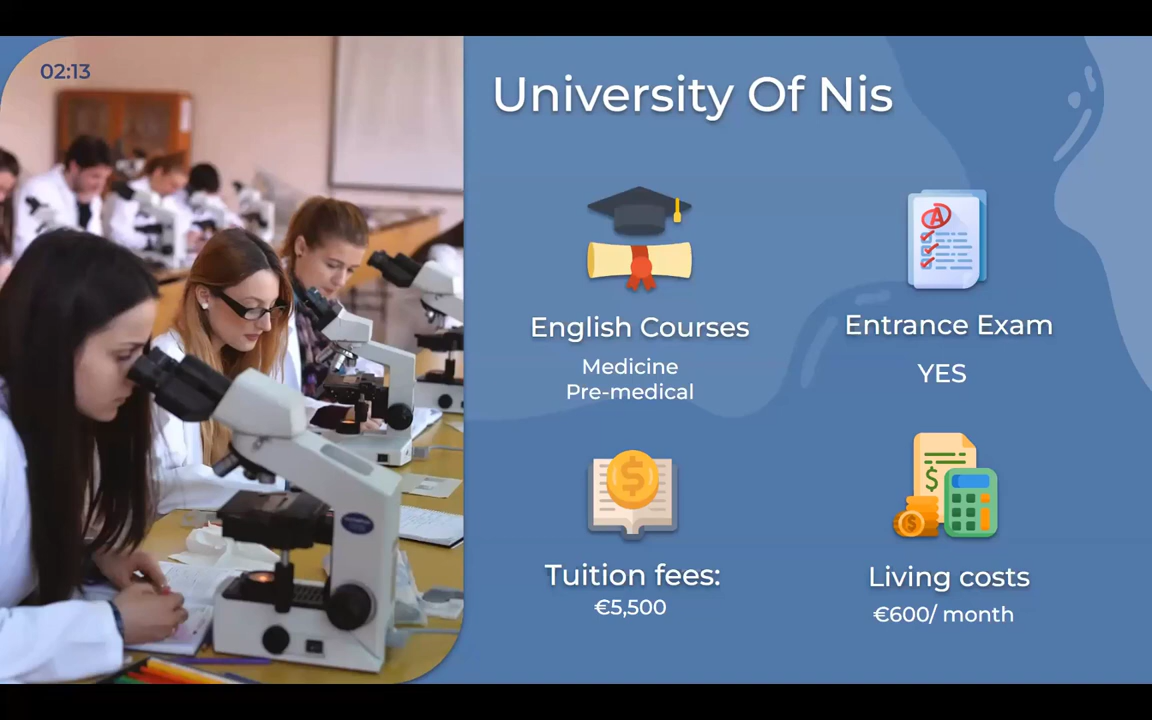 02:13
University Of Nis
English Courses
Medicine
Pre-medical
Entrance Exam
YES
Tuition fees:
€5,500
Living costs
€600/ month